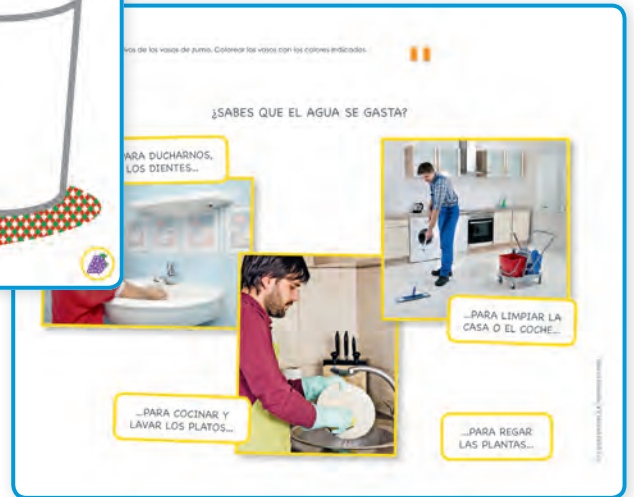 vos de los vasos de zumo. Colorear los vasos con los colores indicados.
¿SABES QUE EL AGUA SE GASTA?
ARA DUCHARNOS,
LOS DIENTES...
...PARA LIMPIAR LA
CASA O EL COCHE...
...PARA COCINAR Y
LAVAR LOS PLATOS...
...PARA REGAR
LAS PLANTAS...